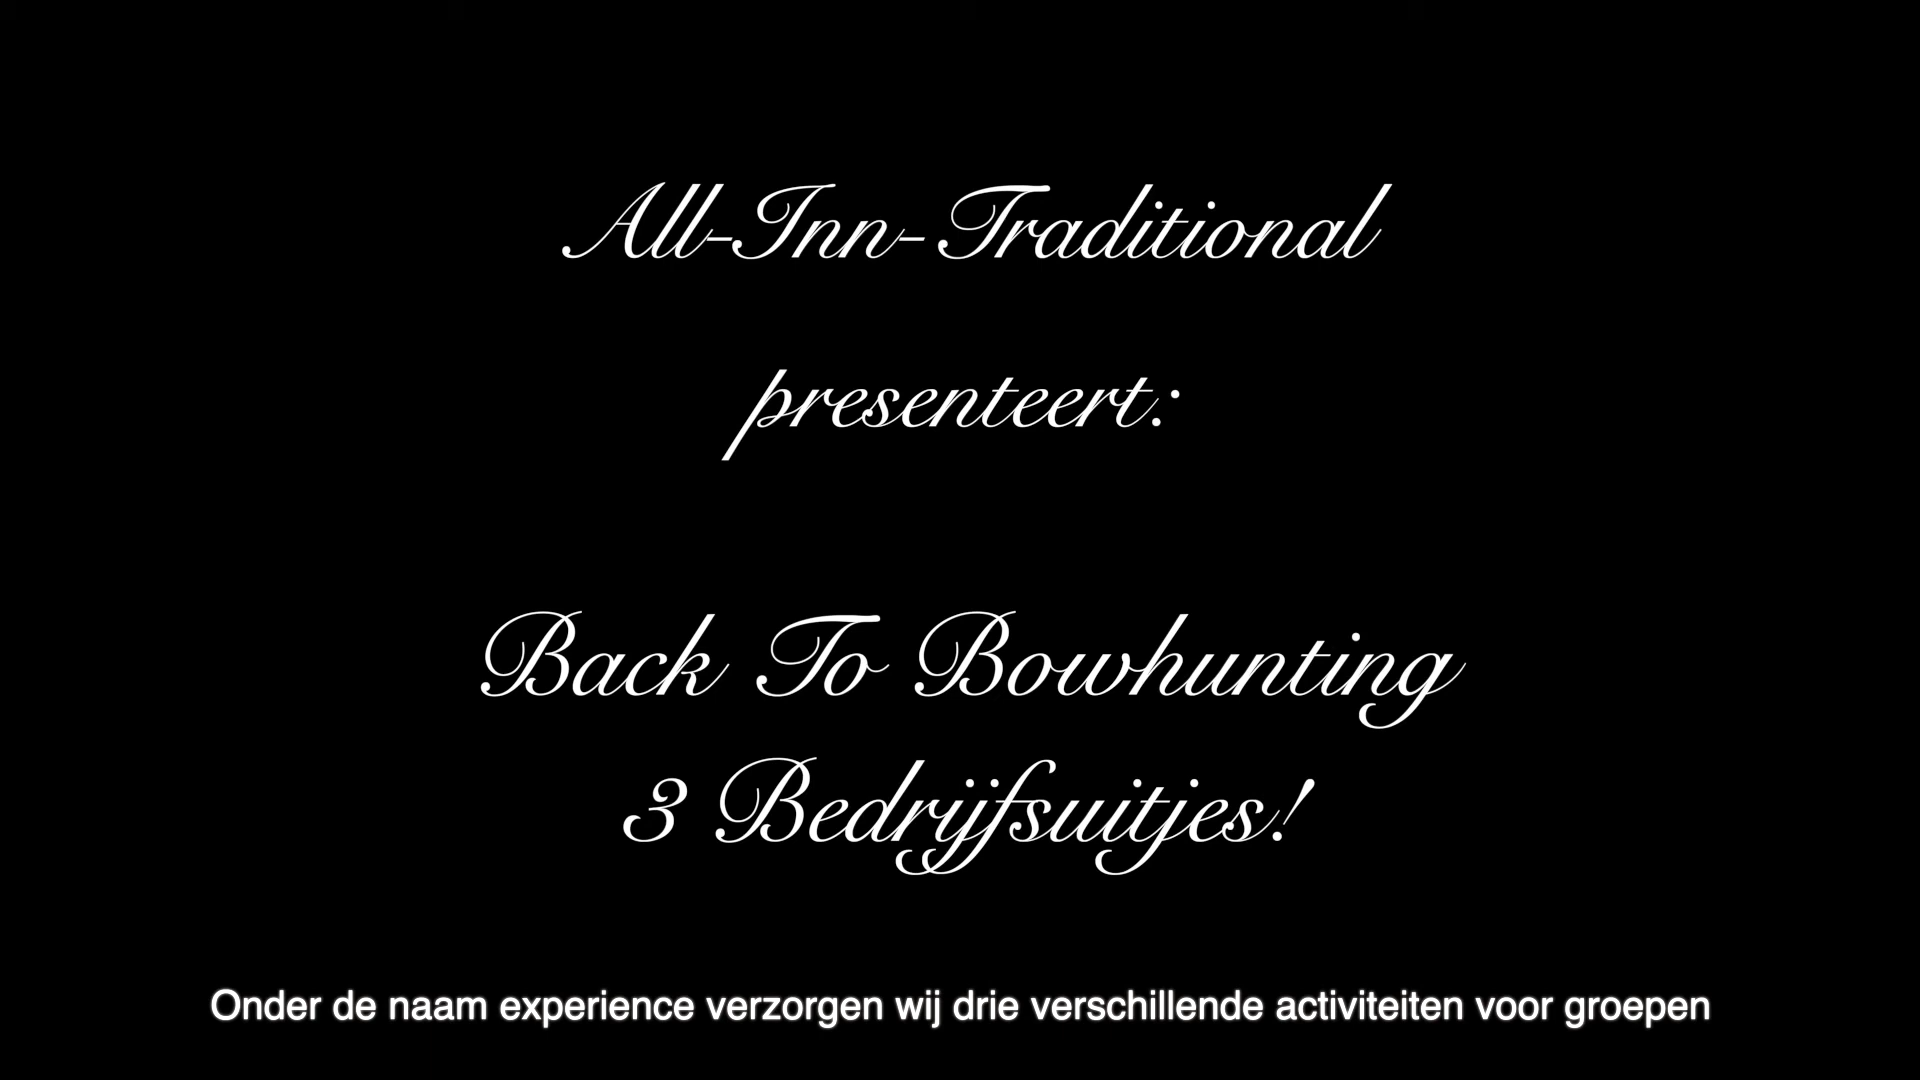 All-Inn-Traditional
presenteert:
Back To Bowhunting
3 Bedrijfsuitjes!
Onder de naam experience verzorgen wij drie verschillende activiteiten voor groepen